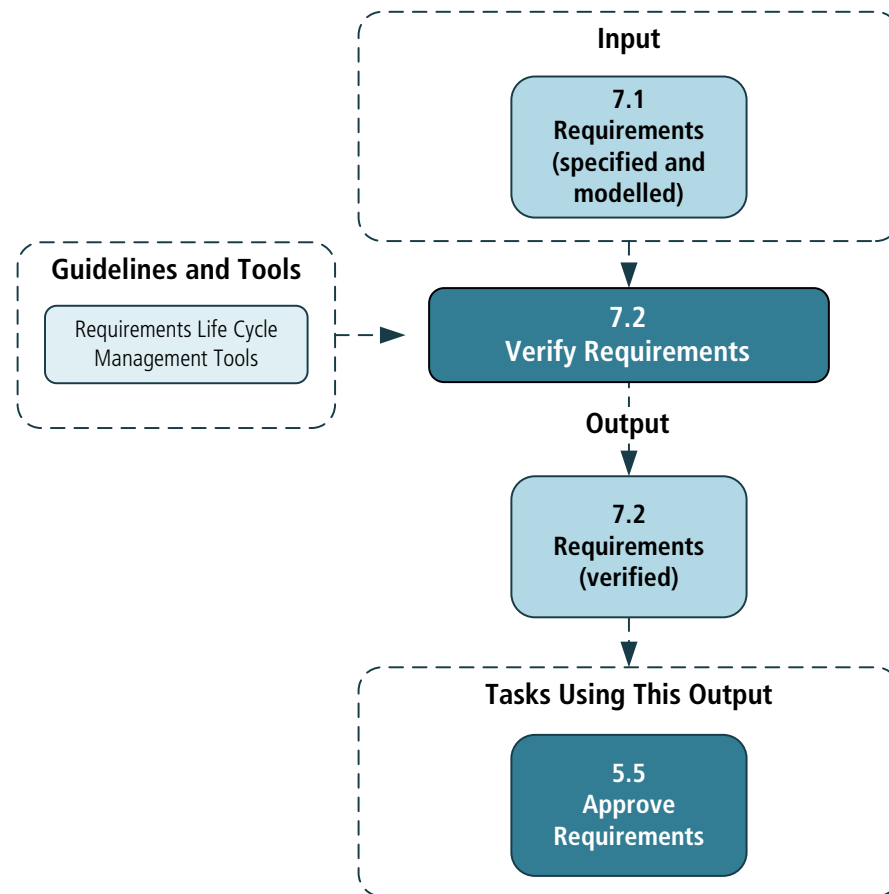 Input
7.1
Requirements
(specified and
modelled)
Guidelines and Tools
Requirements Life Cycle
Management Tools
7.2
Verify Requirements
Output
7.2
Requirements
(verified)
Tasks Using This Output
5.5
Approve
Requirements